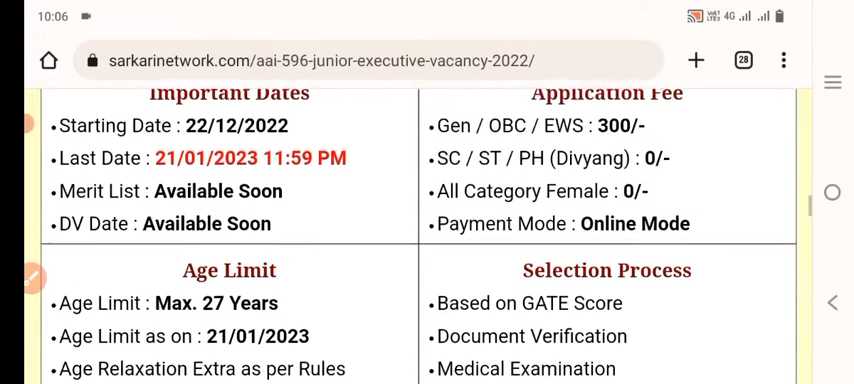 10:06 VoLTE LTE2 4G
sarkarinetwork.com/aai-596-junior-executive-vacancy-2022/ 28
Important Dates
• Starting Date : 22/12/2022
• Last Date : 21/01/2023 11:59 PM
• Merit List : Available Soon
• DV Date : Available Soon
Application Fee
• Gen / OBC / EWS : 300/-
• SC / ST / PH (Divyang) : 0/-
• All Category Female : 0/-
• Payment Mode : Online Mode
Age Limit
• Age Limit : Max. 27 Years
• Age Limit as on : 21/01/2023
• Age Relaxation Extra as per Rules
Selection Process
• Based on GATE Score
• Document Verification
• Medical Examination